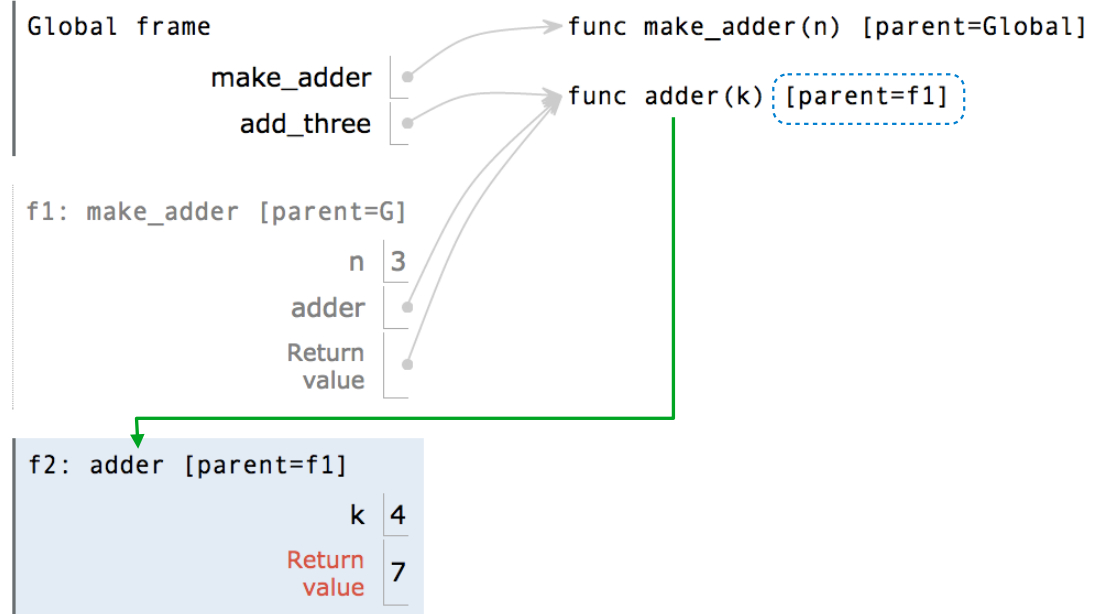 Global frame
func make_adder(n) [parent=Global]
make_adder
func adder(k) [parent=f1]
add_three
f1: make_adder [parent=G]
n 3
adder
Return
value
f2: adder [parent=f1]
k 4
Return
value 7